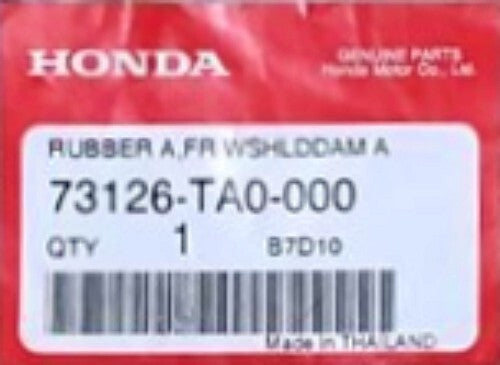 HONDA
GENUINE PARTS
Honda Motor Co., Ltd.
RUBBER A,FR WSHLDDAM A
73126-TA0-000
QTY 1 B7D10
Made in THAILAND